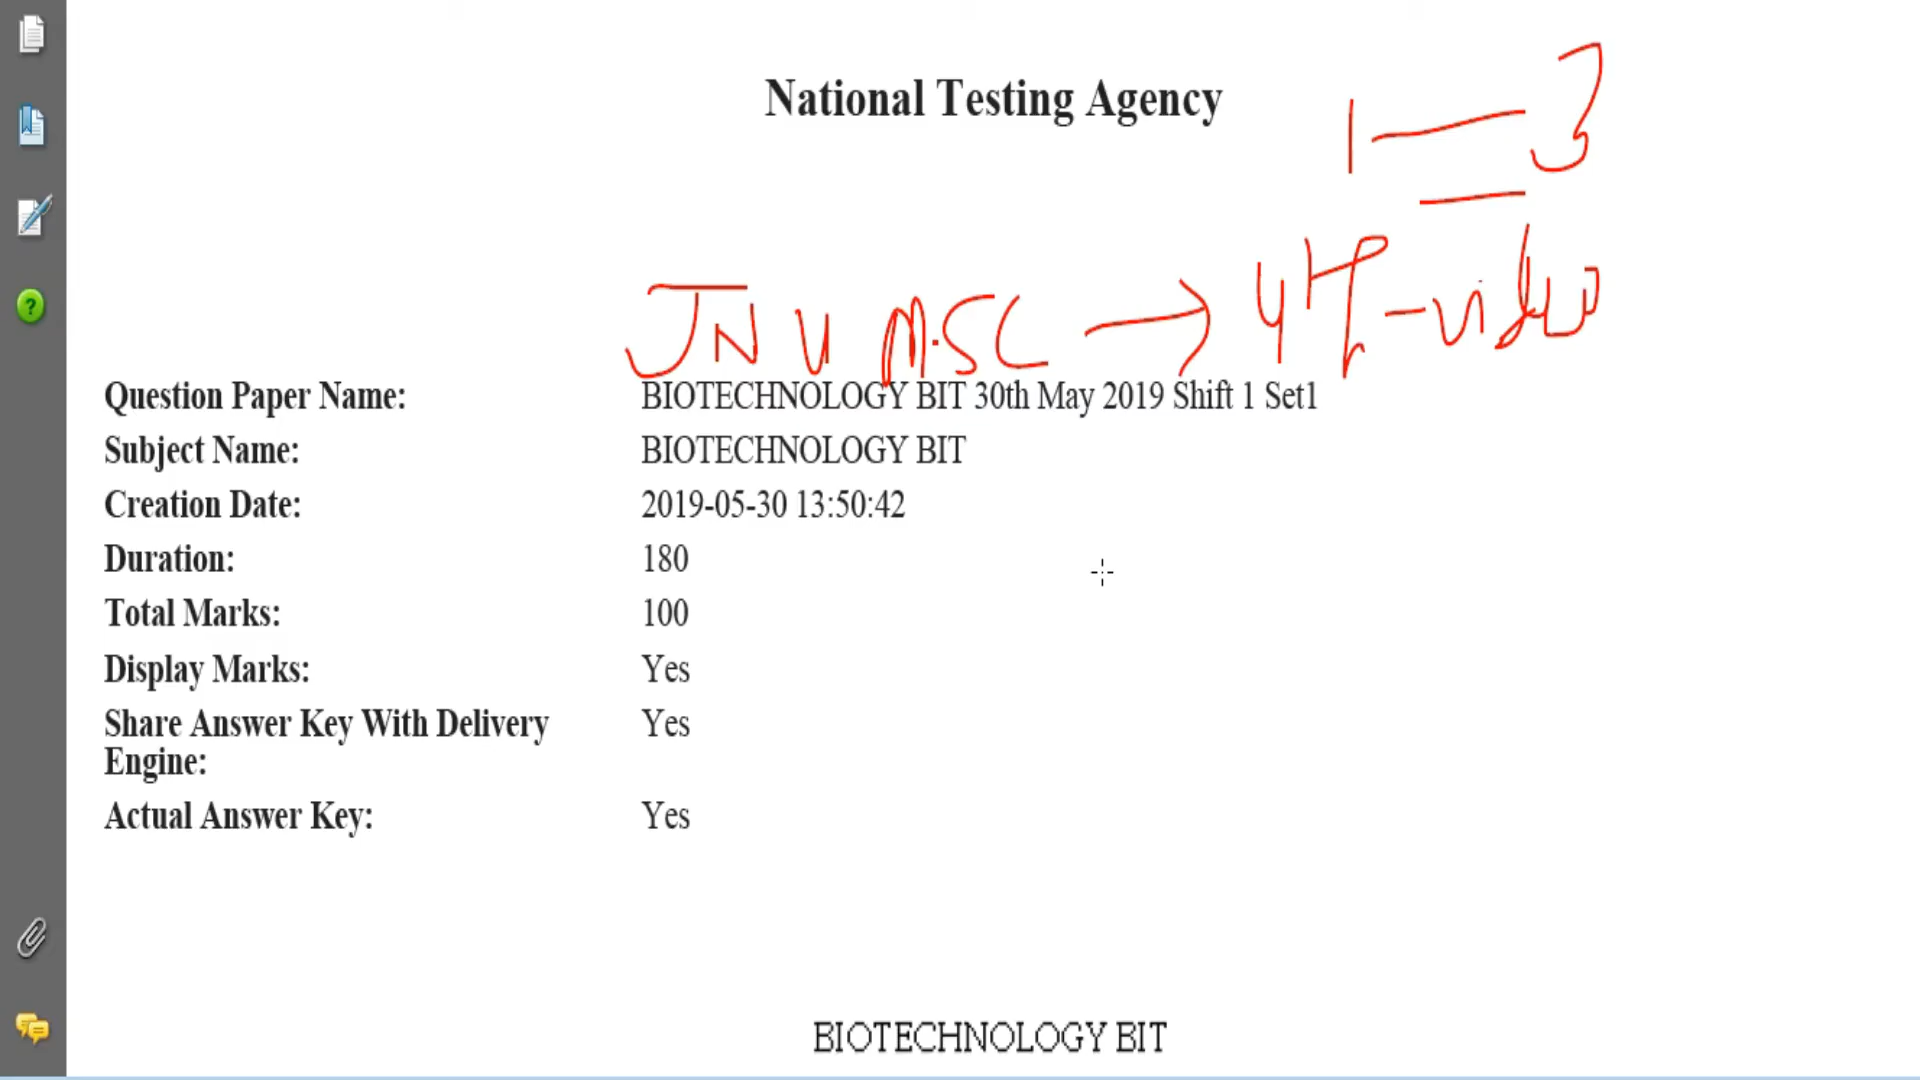 National Testing Agency
1 — 3
JNU M.SC → 4th - video
Question Paper Name: BIOTECHNOLOGY BIT 30th May 2019 Shift 1 Set1
Subject Name: BIOTECHNOLOGY BIT
Creation Date: 2019-05-30 13:50:42
Duration: 180
Total Marks: 100
Display Marks: Yes
Share Answer Key With Delivery Yes
Engine:
Actual Answer Key: Yes
BIOTECHNOLOGY BIT